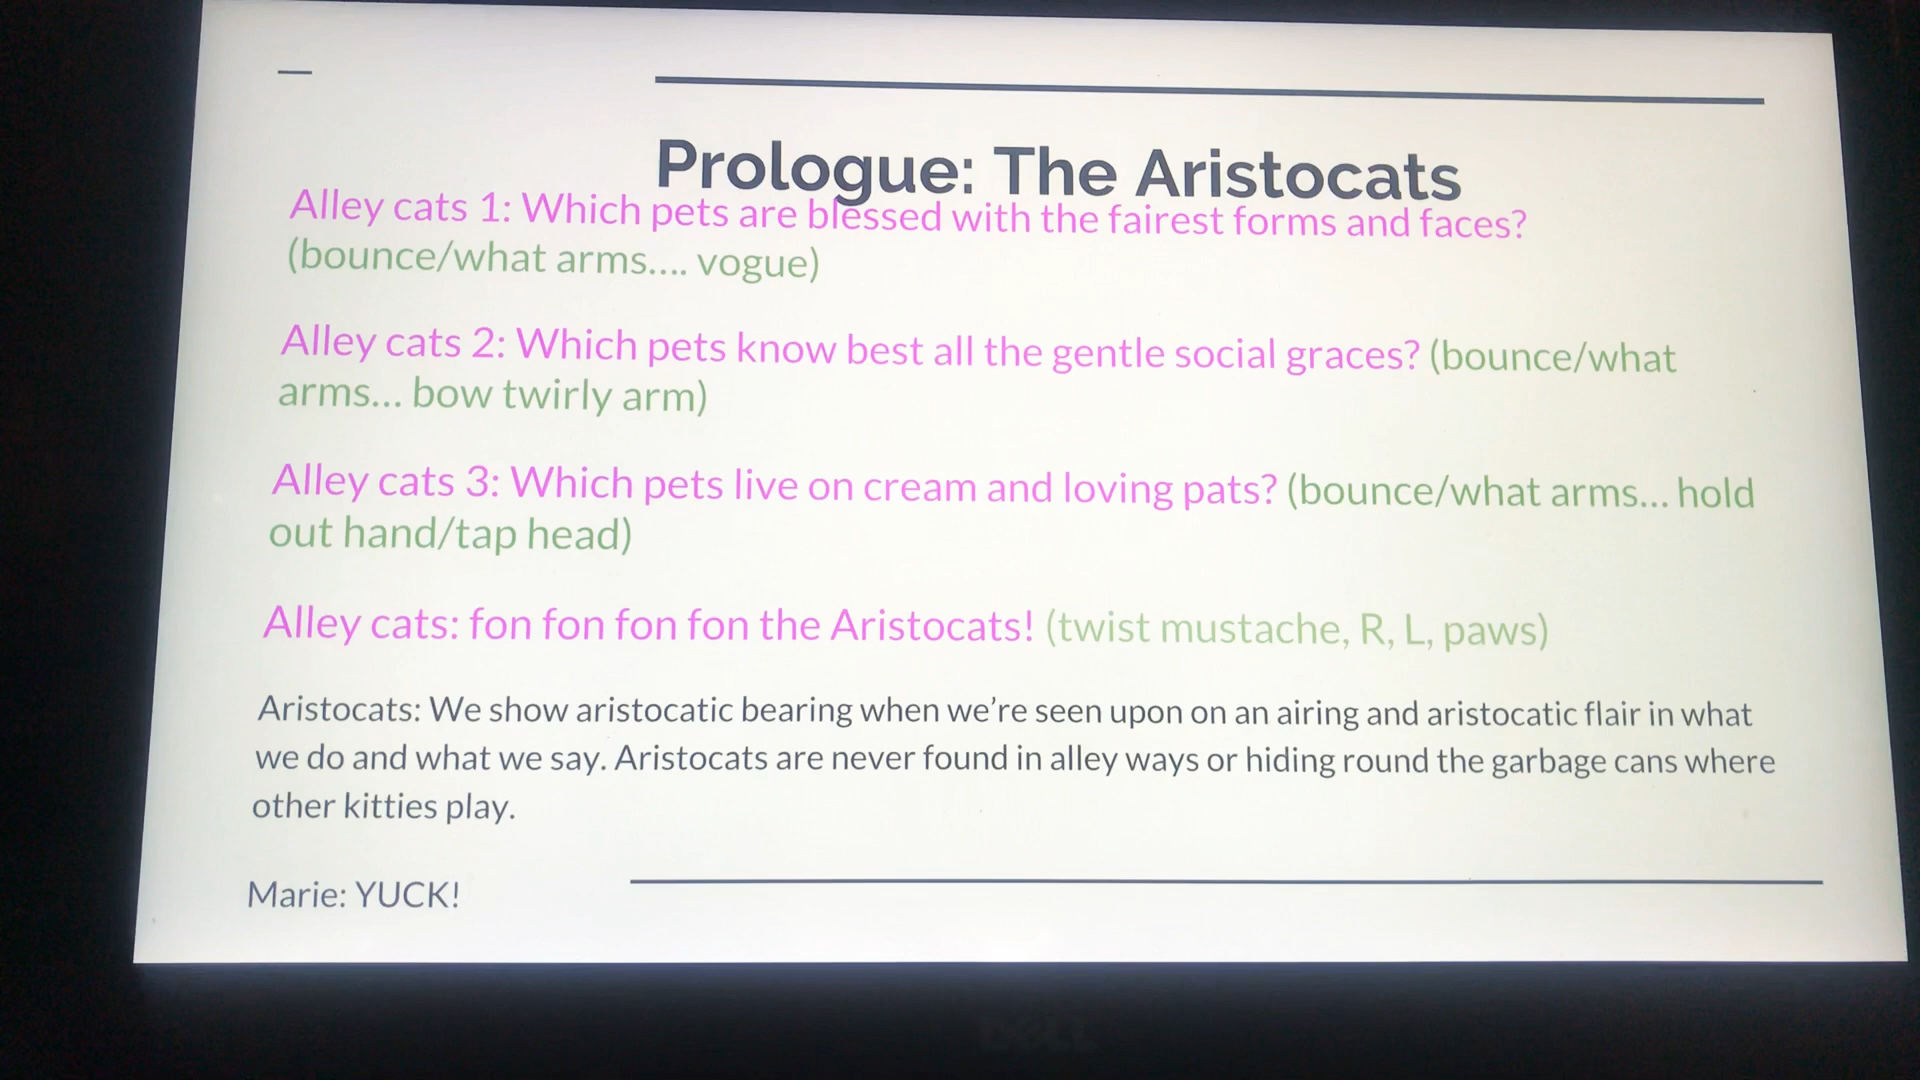 Prologue: The Aristocats
Alley cats 1: Which pets are blessed with the fairest forms and faces?
(bounce/what arms.... vogue)
Alley cats 2: Which pets know best all the gentle social graces? (bounce/what
arms... bow twirly arm)
Alley cats 3: Which pets live on cream and loving pats? (bounce/what arms... hold
out hand/tap head)
Alley cats: fon fon fon fon the Aristocats! (twist mustache, R, L, paws)
Aristocats: We show aristocatic bearing when we’re seen upon on an airing and aristocatic flair in what
we do and what we say. Aristocats are never found in alley ways or hiding round the garbage cans where
other kitties play.
Marie: YUCK!
DELL